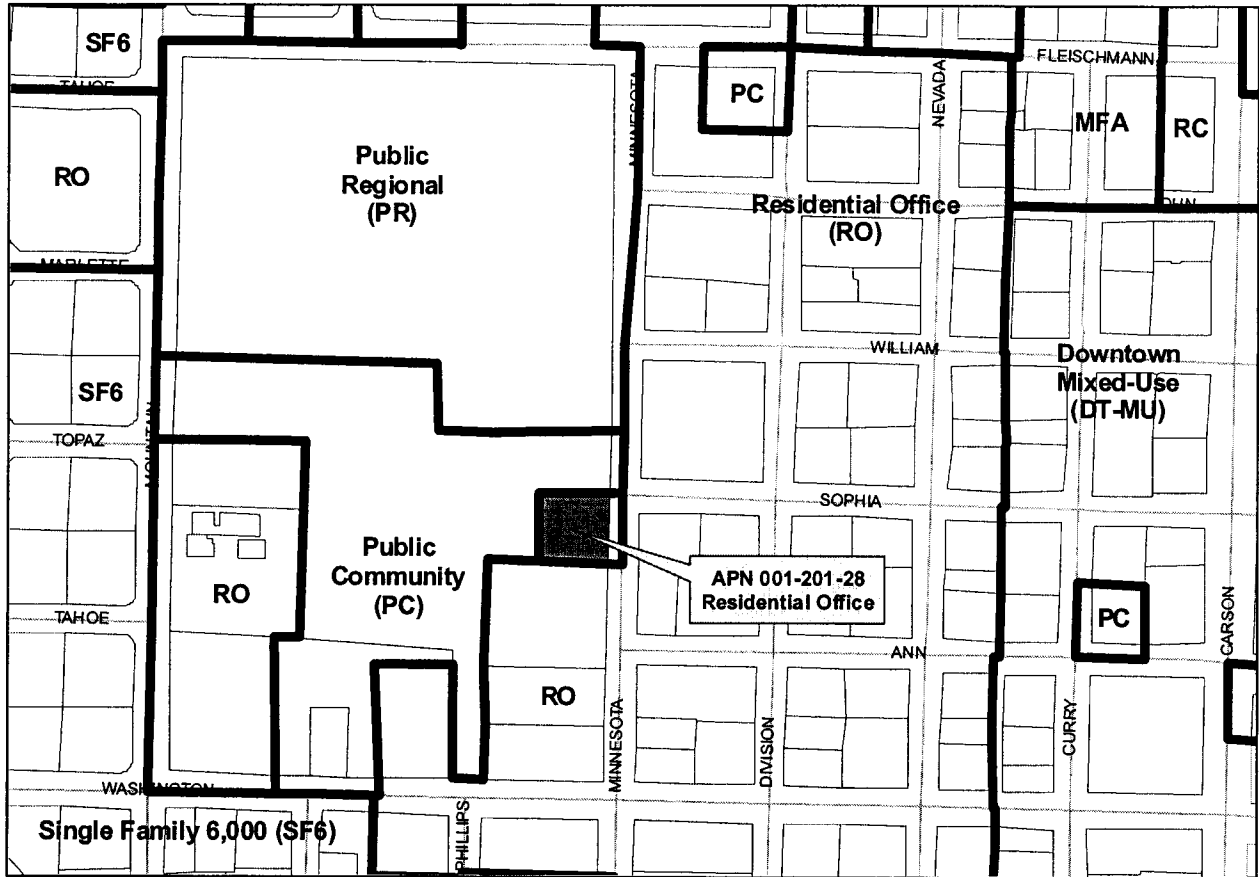 SF6
TAHOE
RO
MARLETTE
SF6
TOPAZ
MOUNTAIN
TAHOE
RO
WASHINGTON
Single Family 6,000 (SF6)
Public
Regional
(PR)
Public
Community
(PC)
RO
PHILLIPS
MINNESOTA
MINNESOTA
PC
NEVADA
FLEISCHMANN
MFA
RC
Residential Office
(RO)
WILLIAM
Downtown
Mixed-Use
(DT-MU)
SOPHIA
APN 001-201-28
Residential Office
ANN
PC
CARSON
CURRY
DIVISION